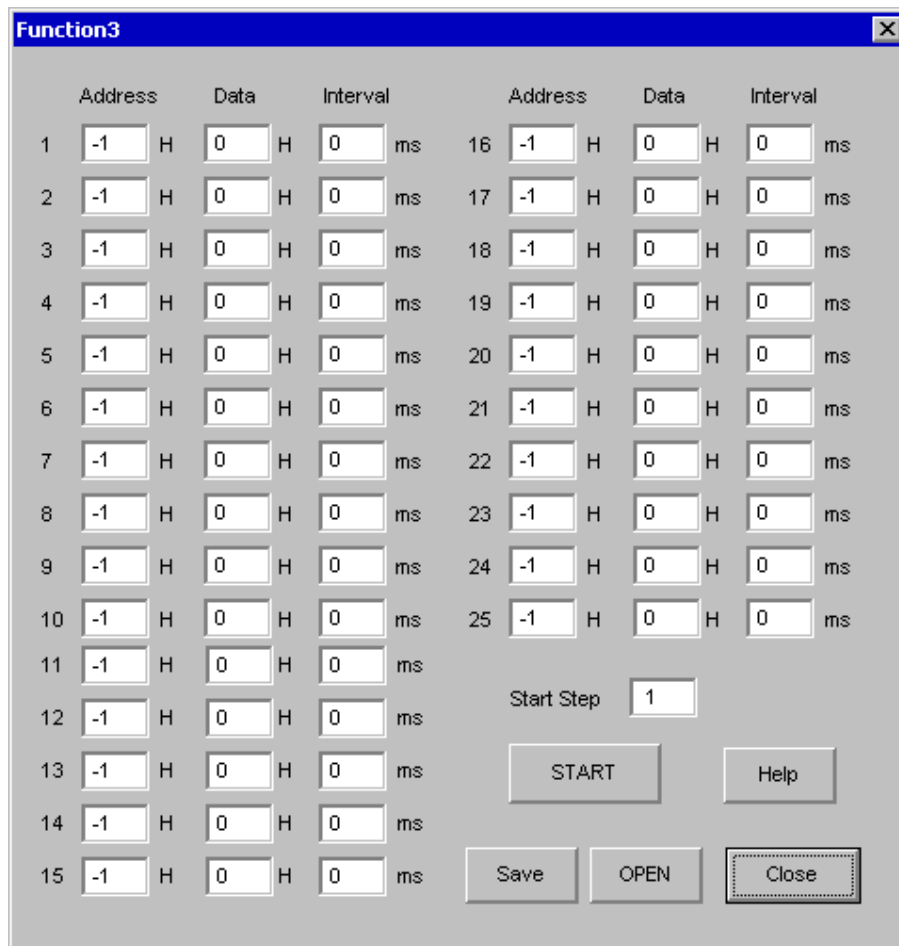 Function3
Address Data Interval Address Data Interval
1 -1 H 0 H 0 ms 16 -1 H 0 H 0 ms
2 -1 H 0 H 0 ms 17 -1 H 0 H 0 ms
3 -1 H 0 H 0 ms 18 -1 H 0 H 0 ms
4 -1 H 0 H 0 ms 19 -1 H 0 H 0 ms
5 -1 H 0 H 0 ms 20 -1 H 0 H 0 ms
6 -1 H 0 H 0 ms 21 -1 H 0 H 0 ms
7 -1 H 0 H 0 ms 22 -1 H 0 H 0 ms
8 -1 H 0 H 0 ms 23 -1 H 0 H 0 ms
9 -1 H 0 H 0 ms 24 -1 H 0 H 0 ms
10 -1 H 0 H 0 ms 25 -1 H 0 H 0 ms
11 -1 H 0 H 0 ms
12 -1 H 0 H 0 ms Start Step 1
13 -1 H 0 H 0 ms START Help
14 -1 H 0 H 0 ms
15 -1 H 0 H 0 ms Save OPEN Close